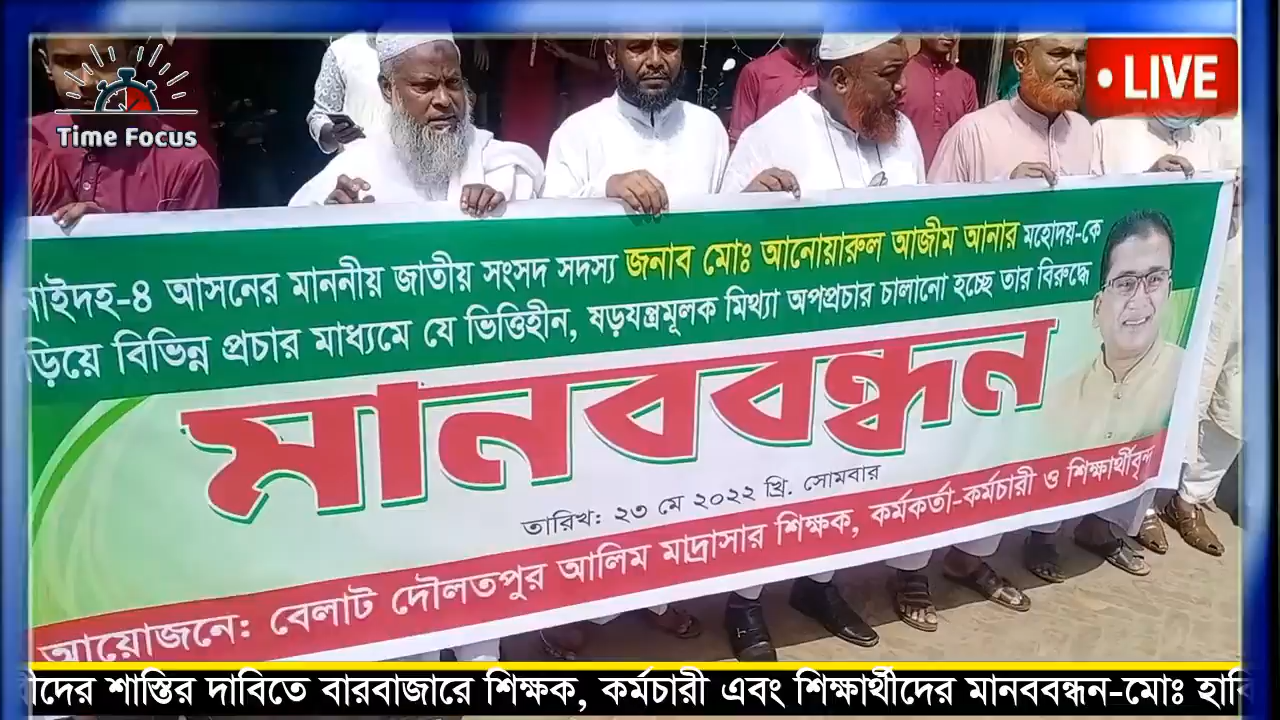 Time Focus
LIVE
নাইদহ-৪ আসনের মাননীয় জাতীয় সংসদ সদস্য জনাব মোঃ আনোয়ারুল আজীম আনার মহোদয়-কে
ড়িয়ে বিভিন্ন প্রচার মাধ্যমে যে ভিত্তিহীন, ষড়যন্ত্রমূলক মিথ্যা অপপ্রচার চালানো হচ্ছে তার বিরুদ্ধে
মানববন্ধন
তারিখ: ২৩ মে ২০২২ খ্রি. সোমবার
আয়োজনে: বেলাট দৌলতপুর আলিম মাদ্রাসার শিক্ষক, কর্মকর্তা-কর্মচারী ও শিক্ষার্থীবৃন্দ
দের শাস্তির দাবিতে বারবাজারে শিক্ষক, কর্মচারী এবং শিক্ষার্থীদের মানববন্ধন-মোঃ হাবি